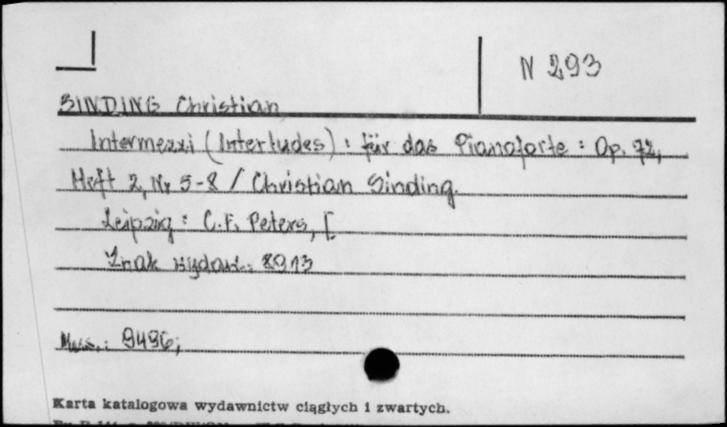 N 293
SINDING Christian
Intermezzi (Interludes) : für das Pianoforte : Op. 72,
Heft 2, Nr 5-8 / Christian Sinding.
Leipzig : C.F. Peters, [
Znak wydaw. 8913
Mus.: 9496;
Karta katalogowa wydawnictw ciągłych i zwartych.